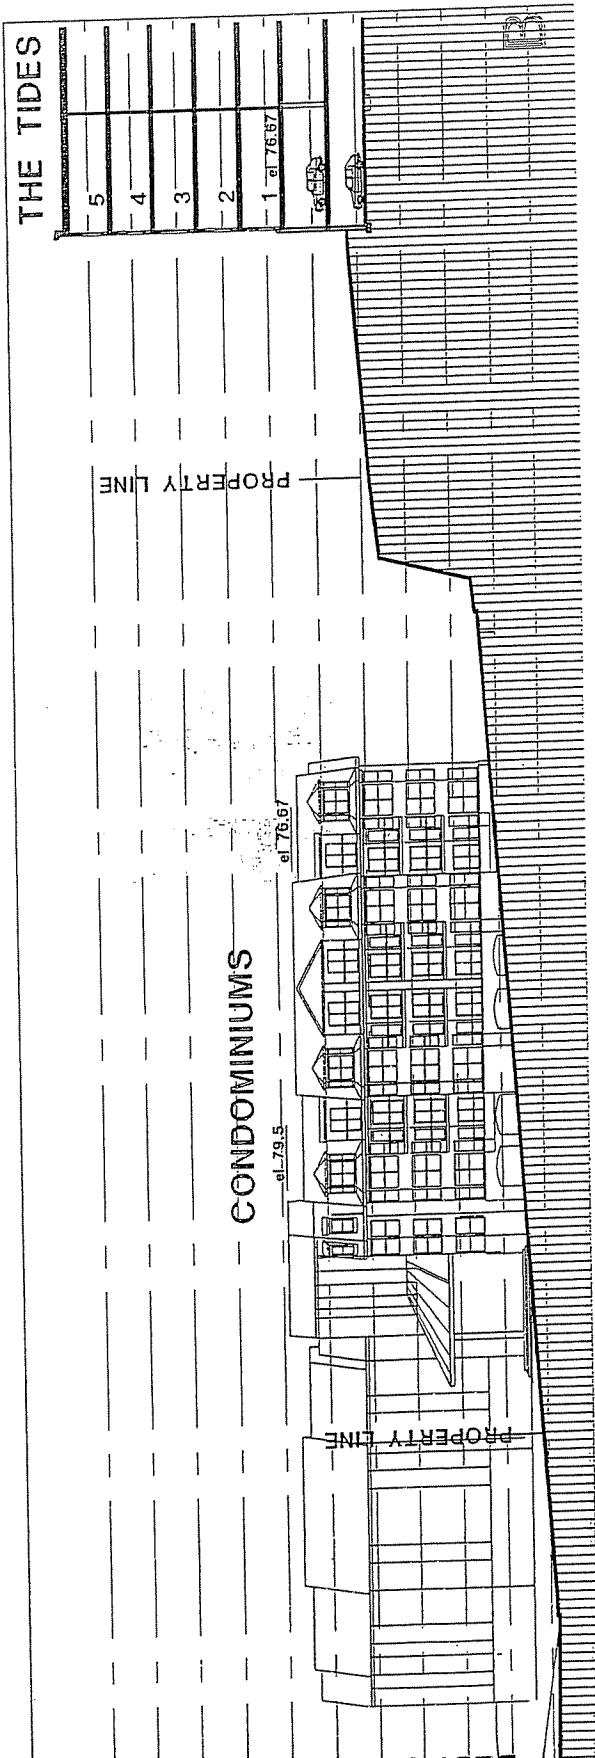 THE TIDES
5
4
3
2
1
el 76.67
PROPERTY LINE
CONDOMINIUMS
el 76.67
el 79.5
PROPERTY LINE
B